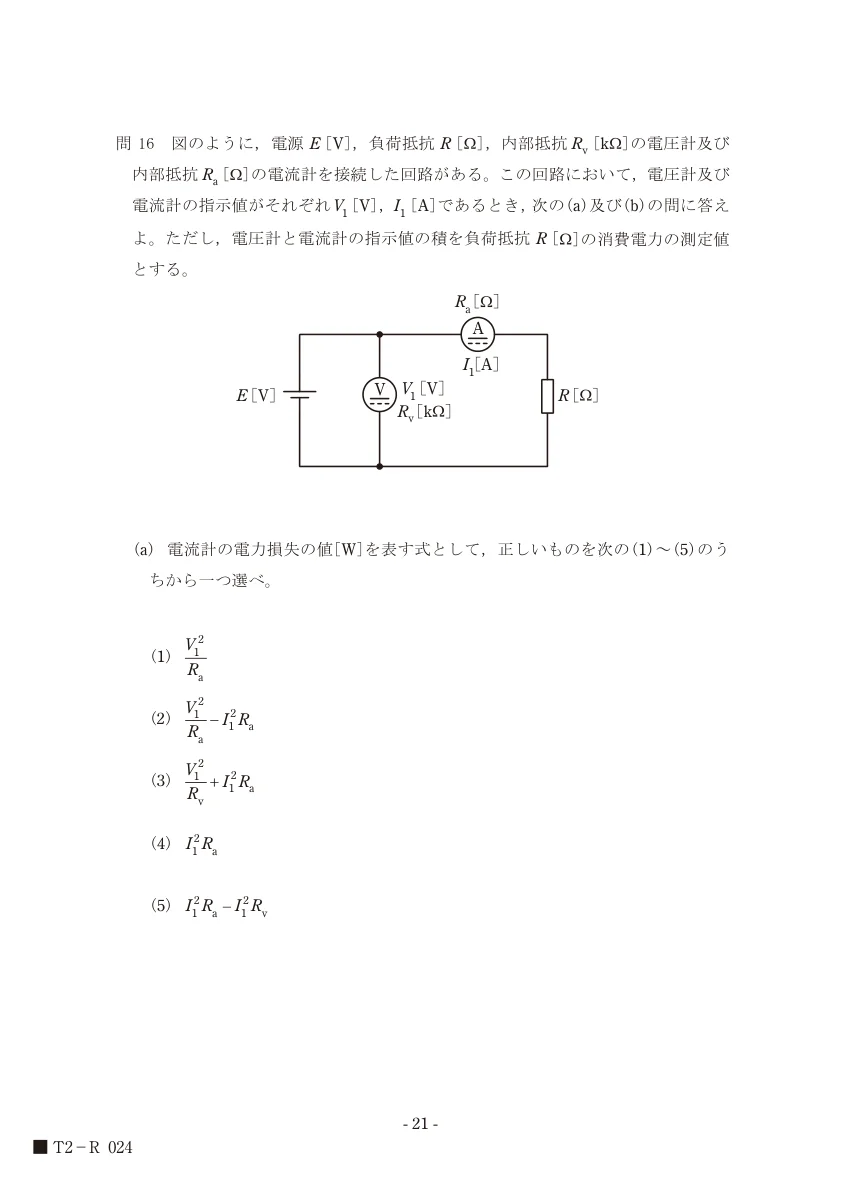 問 16　図のように，電源 E［V］，負荷抵抗 R［Ω］，内部抵抗 Rv［kΩ］の電圧計及び
内部抵抗 Ra［Ω］の電流計を接続した回路がある。この回路において，電圧計及び
電流計の指示値がそれぞれV1［V］，I1［A］であるとき，次の(a)及び(b)の問に答え
よ。ただし，電圧計と電流計の指示値の積を負荷抵抗 R［Ω］の消費電力の測定値
とする。
Ra［Ω］
A
I1［A］
E［V］
V
V1［V］
Rv［kΩ］
R［Ω］
(a)　電流計の電力損失の値［W］を表す式として，正しいものを次の(1)～(5)のう
ちから一つ選べ。
(1)　V1²/Ra
(2)　V1²/Ra − I1²Ra
(3)　V1²/Rv + I1²Ra
(4)　I1²Ra
(5)　I1²Ra − I1²Rv
- 21 -
■ T2−R 024